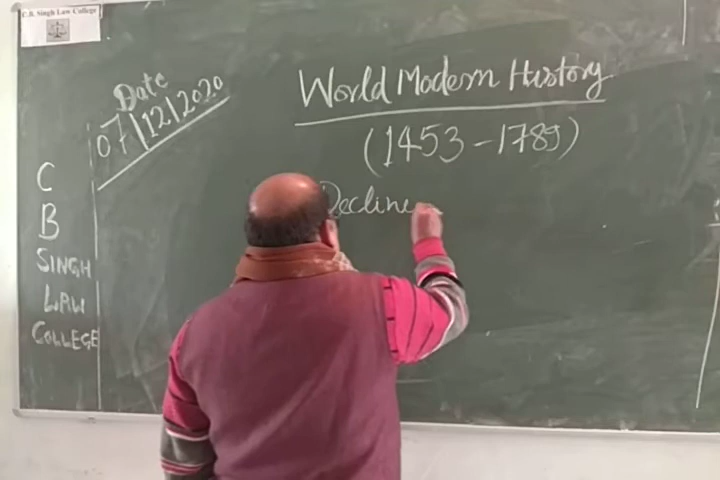 C.B. Singh Law College
Date
07/12/2020
World Modern History
(1453-1789)
Decline
C
B
SINGH
LAW
COLLEGE